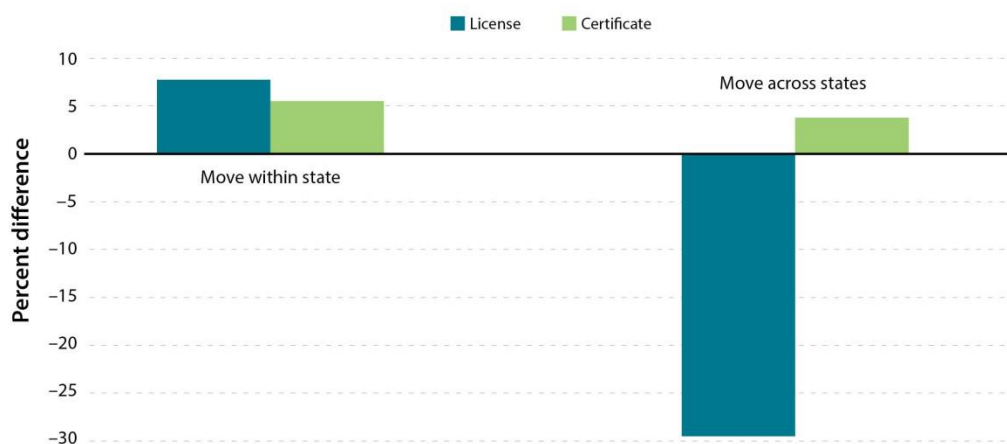 License Certificate
10
Move across states
5
0
Move within state
–5
–10
–15
–20
–25
–30
Percent difference